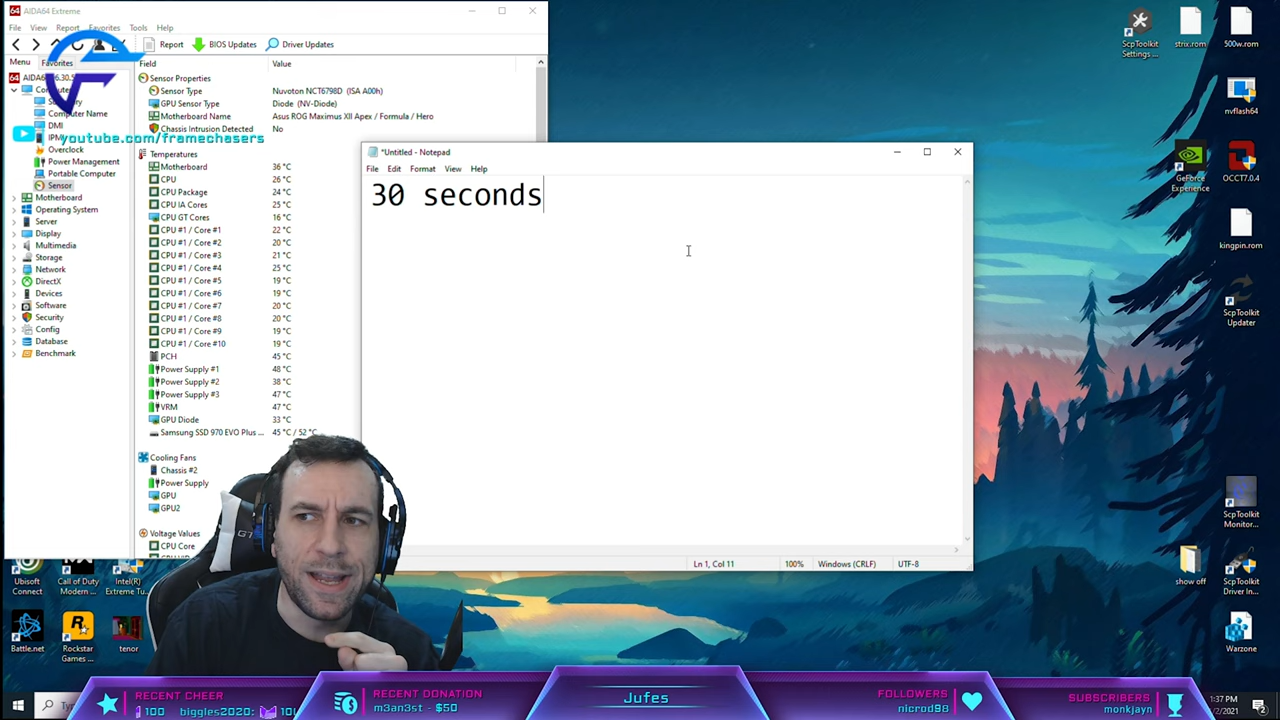 AIDA64 Extreme
File View Report Favorites Tools Help
Report BIOS Updates Driver Updates
Menu Favorites
Field Value
Computer Name
DMI
youtube.com/framechasers
Overclock
Power Management
Portable Computer
Sensor
Motherboard
Operating System
Server
Display
Multimedia
Storage
Network
DirectX
Devices
Software
Security
Config
Database
Benchmark
Sensor Properties
Sensor Type Nuvoton NCT6798D (ISA A00h)
GPU Sensor Type Diode (NV-Diode)
Motherboard Name Asus ROG Maximus XII Apex / Formula / Hero
Chassis Intrusion Detected No
Temperatures
Motherboard 36 °C
CPU 26 °C
CPU Package 24 °C
CPU IA Cores 25 °C
CPU GT Cores 16 °C
CPU #1 / Core #1 22 °C
CPU #1 / Core #2 20 °C
CPU #1 / Core #3 21 °C
CPU #1 / Core #4 25 °C
CPU #1 / Core #5 19 °C
CPU #1 / Core #6 19 °C
CPU #1 / Core #7 20 °C
CPU #1 / Core #8 20 °C
CPU #1 / Core #9 19 °C
CPU #1 / Core #10 19 °C
PCH 45 °C
Power Supply #1 48 °C
Power Supply #2 38 °C
Power Supply #3 47 °C
VRM 47 °C
GPU Diode 33 °C
Samsung SSD 970 EVO Plus ... 45 °C / 52 °C
Cooling Fans
Chassis #2
Power Supply
GPU
GPU2
Voltage Values
CPU Core
*Untitled - Notepad
File Edit Format View Help
30 seconds
Ln 1, Col 11 100% Windows (CRLF) UTF-8
ScpToolkit
Settings ...
strix.rom
500w.rom
nvflash64
GeForce
Experience
OCCT7.0.4
kingpin.rom
ScpToolkit
Updater
ScpToolkit
Monitor...
show off
ScpToolkit
Driver In...
Warzone
Ubisoft
Connect
Call of Duty
Modern ...
Intel(R)
Extreme Tu...
Battle.net
Rockstar
Games ...
tenor
RECENT CHEER
100 biggles2020:
RECENT DONATION
m3an3st - $50
Jufes
FOLLOWERS
nicrod98
SUBSCRIBERS
monkjayn
1:37 PM